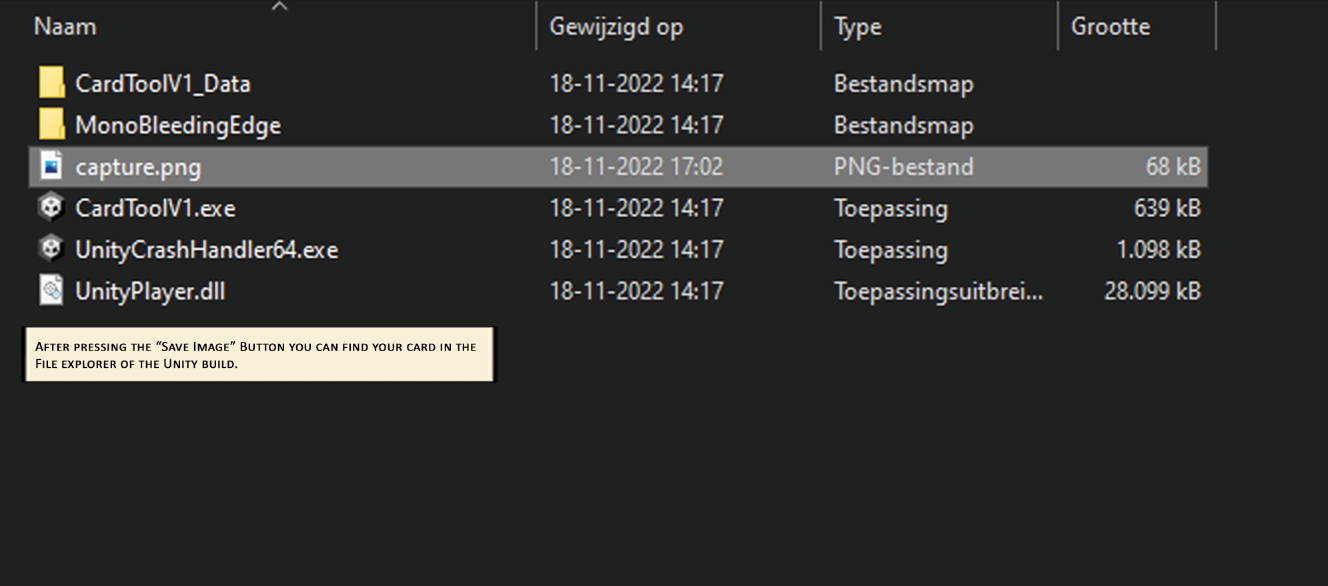 Naam Gewijzigd op Type Grootte
CardToolV1_Data 18-11-2022 14:17 Bestandsmap
MonoBleedingEdge 18-11-2022 14:17 Bestandsmap
capture.png 18-11-2022 17:02 PNG-bestand 68 kB
CardToolV1.exe 18-11-2022 14:17 Toepassing 639 kB
UnityCrashHandler64.exe 18-11-2022 14:17 Toepassing 1.098 kB
UnityPlayer.dll 18-11-2022 14:17 Toepassingsuitbrei... 28.099 kB
After pressing the “Save Image” Button you can find your card in the
File explorer of the Unity build.